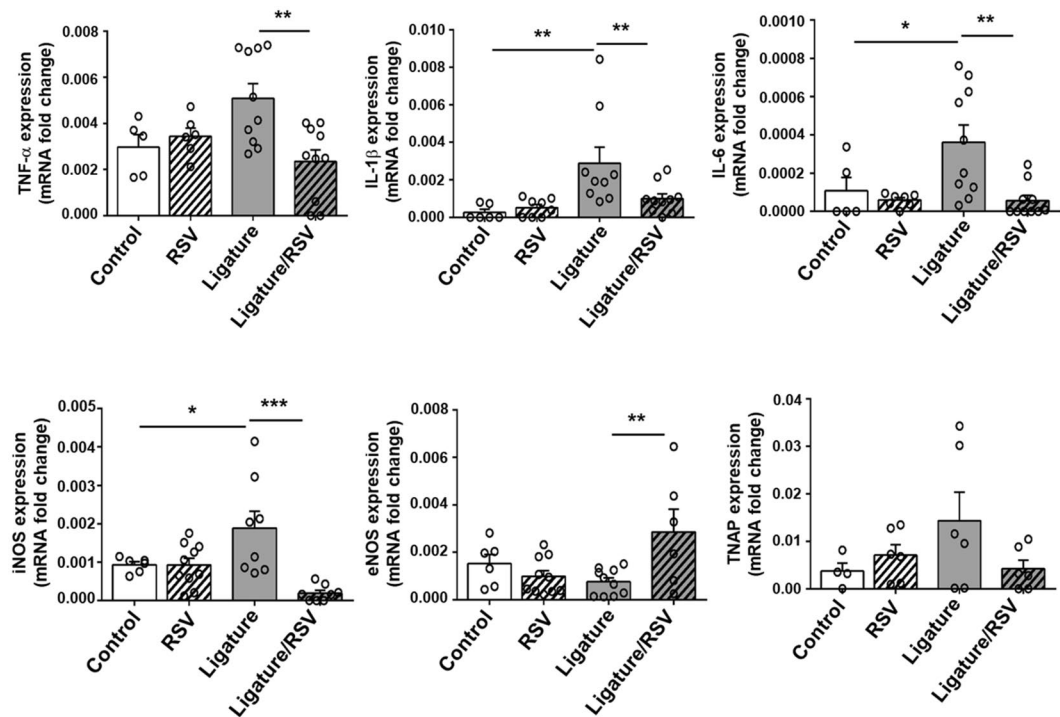 TNF-α expression
(mRNA fold change)
0.008
0.006
0.004
0.002
0.000
**
Control
RSV
Ligature
Ligature/RSV
IL-1β expression
(mRNA fold change)
0.010
0.008
0.006
0.004
0.002
0.000
**
**
Control
RSV
Ligature
Ligature/RSV
IL-6 expression
(mRNA fold change)
0.0010
0.0008
0.0006
0.0004
0.0002
0.0000
*
**
Control
RSV
Ligature
Ligature/RSV
iNOS expression
(mRNA fold change)
0.005
0.004
0.003
0.002
0.001
0.000
*
***
Control
RSV
Ligature
Ligature/RSV
eNOS expression
(mRNA fold change)
0.008
0.006
0.004
0.002
0.000
**
Control
RSV
Ligature
Ligature/RSV
TNAP expression
(mRNA fold change)
0.04
0.03
0.02
0.01
0.00
Control
RSV
Ligature
Ligature/RSV